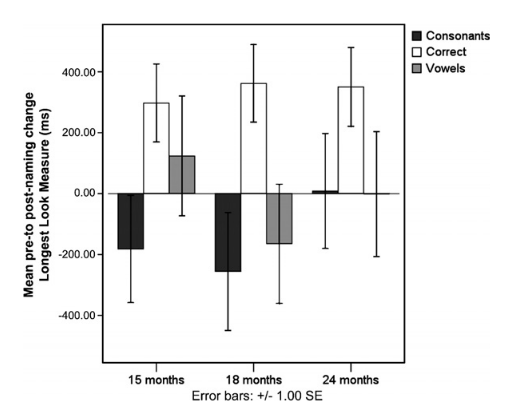 Consonants
Correct
Vowels
Mean pre-to post-naming change
Longest Look Measure (ms)
400.00
200.00
0.00
-200.00
-400.00
15 months 18 months 24 months
Error bars: +/- 1.00 SE